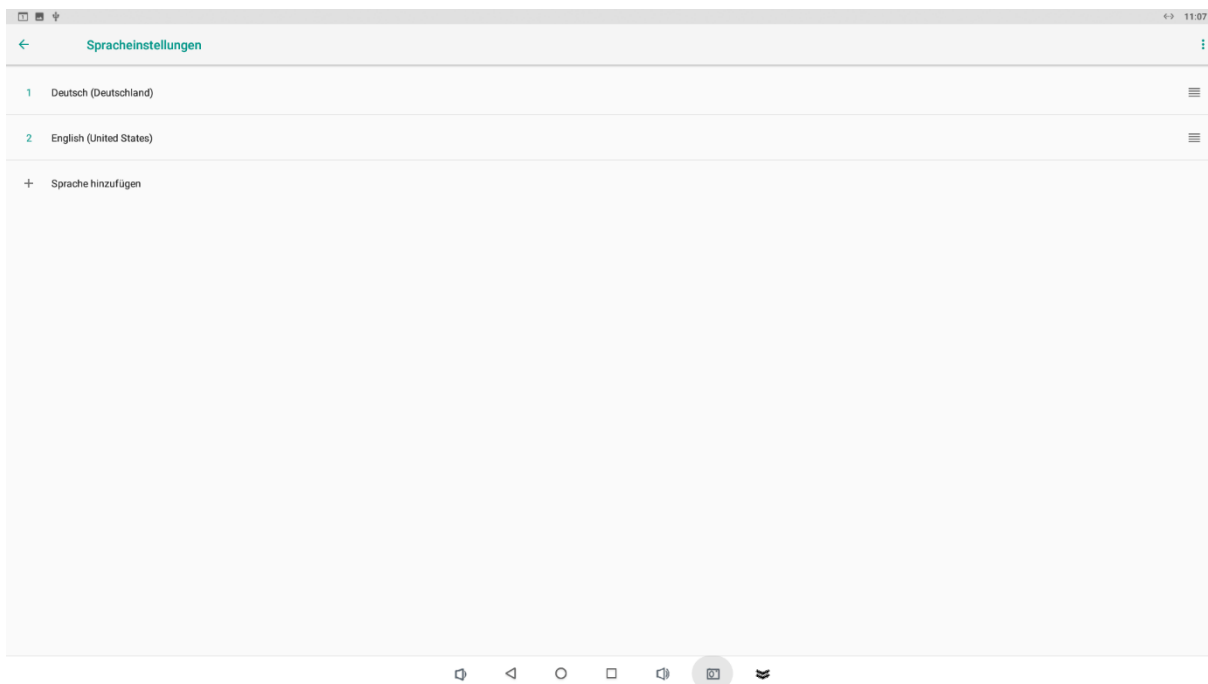 11:07
Spracheinstellungen
1 Deutsch (Deutschland)
2 English (United States)
+ Sprache hinzufügen